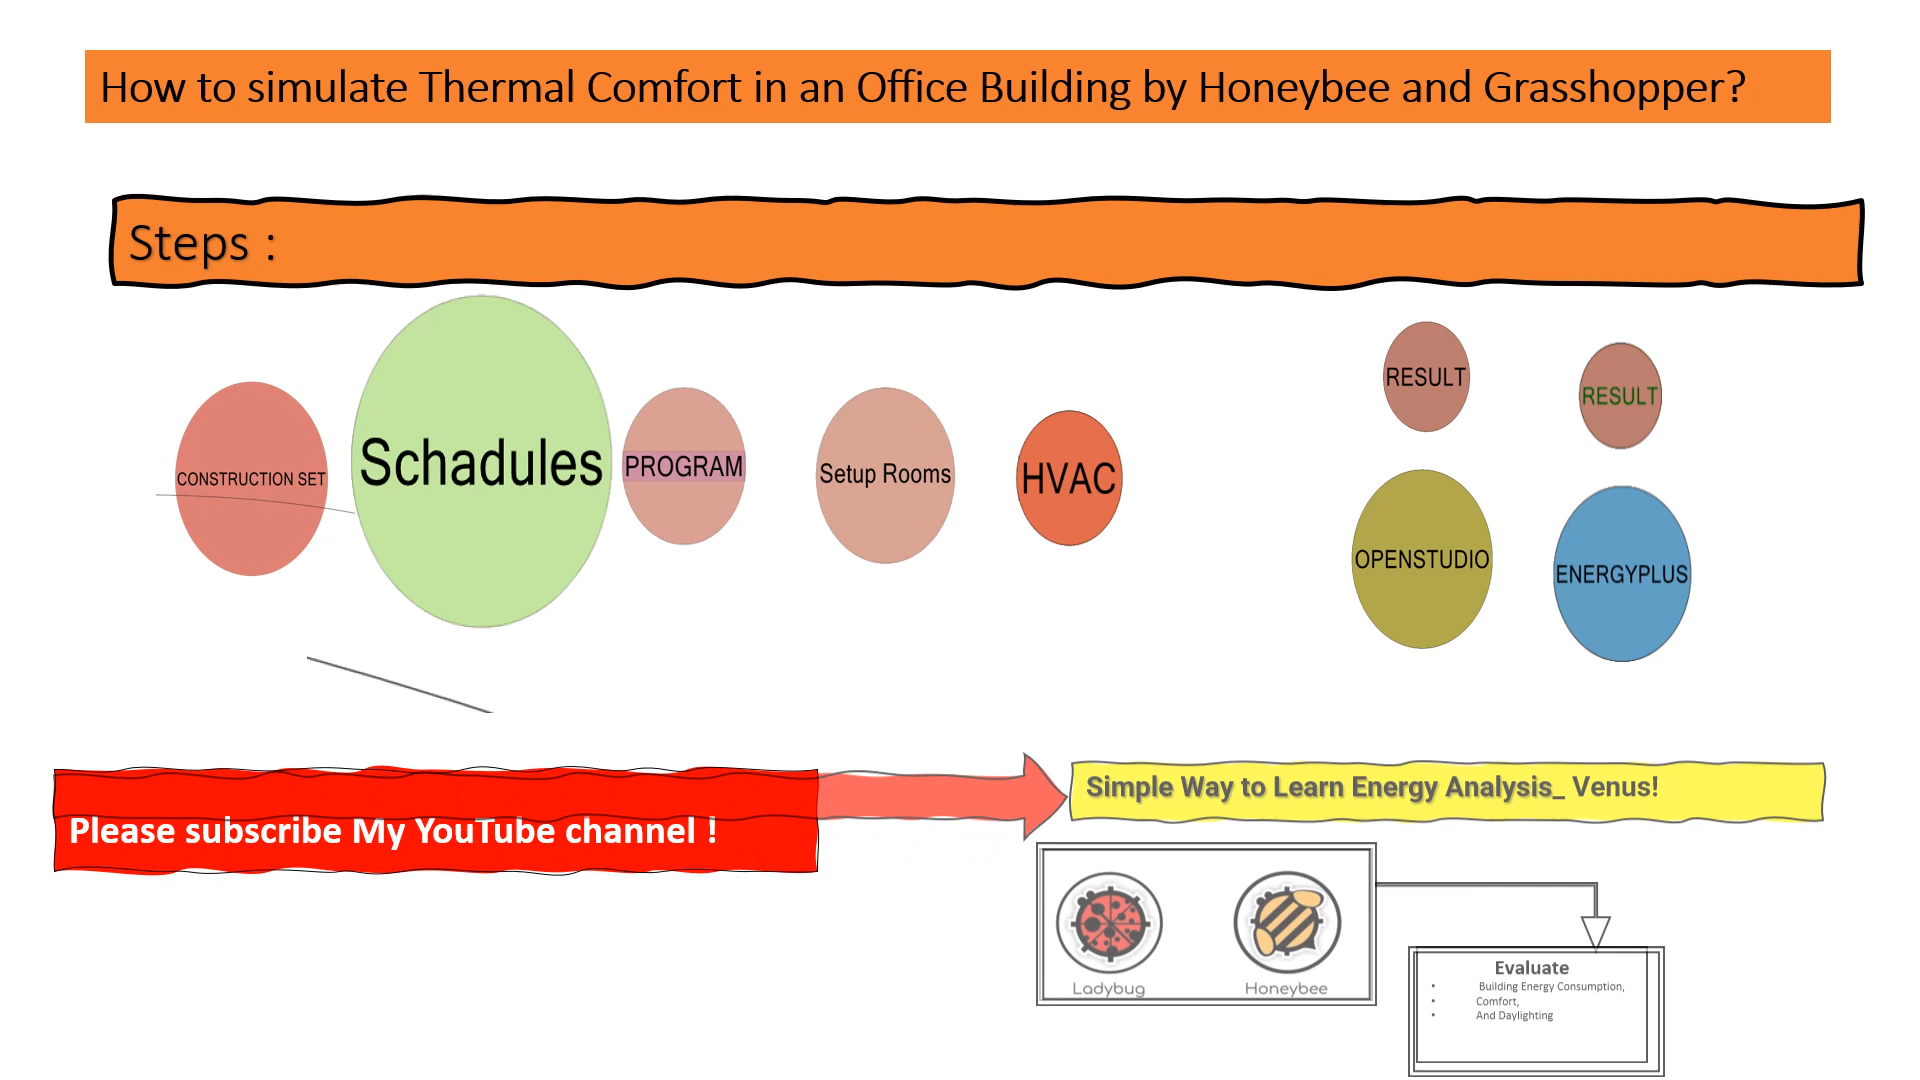 How to simulate Thermal Comfort in an Office Building by Honeybee and Grasshopper?
Steps :
CONSTRUCTION SET
Schadules
PROGRAM
Setup Rooms
HVAC
RESULT
RESULT
OPENSTUDIO
ENERGYPLUS
Please subscribe My YouTube channel !
Simple Way to Learn Energy Analysis_ Venus!
Ladybug
Honeybee
Evaluate
• Building Energy Consumption,
• Comfort,
• And Daylighting